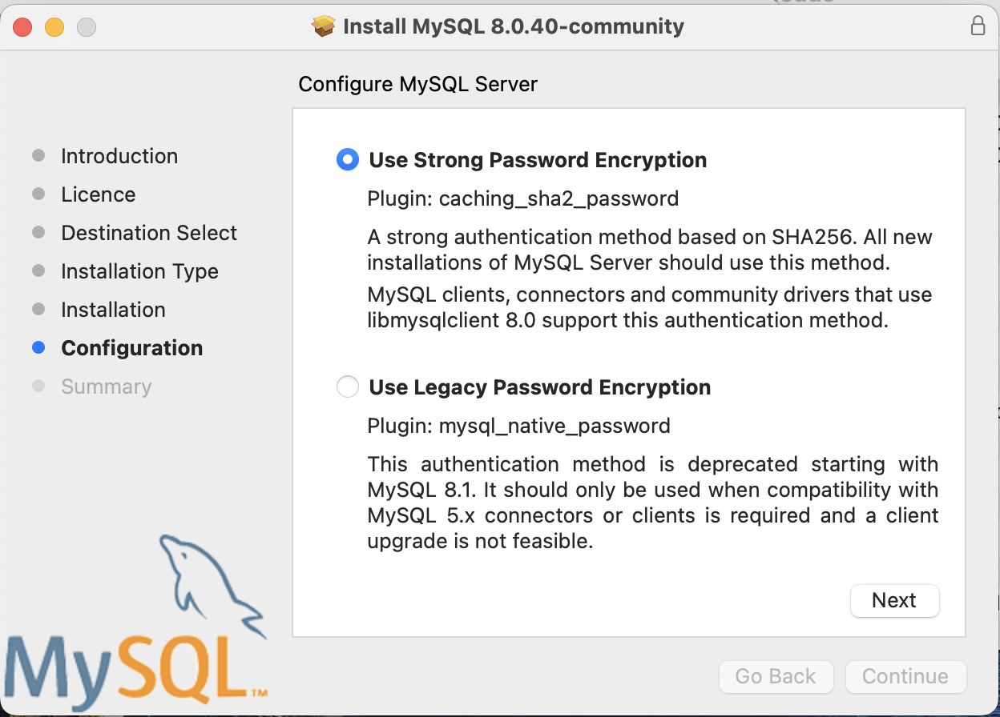 Install MySQL 8.0.40-community
Configure MySQL Server
Introduction
Licence
Destination Select
Installation Type
Installation
Configuration
Summary
Use Strong Password Encryption
Plugin: caching_sha2_password
A strong authentication method based on SHA256. All new
installations of MySQL Server should use this method.
MySQL clients, connectors and community drivers that use
libmysqlclient 8.0 support this authentication method.
Use Legacy Password Encryption
Plugin: mysql_native_password
This authentication method is deprecated starting with
MySQL 8.1. It should only be used when compatibility with
MySQL 5.x connectors or clients is required and a client
upgrade is not feasible.
Next
MySQL™
Go Back
Continue